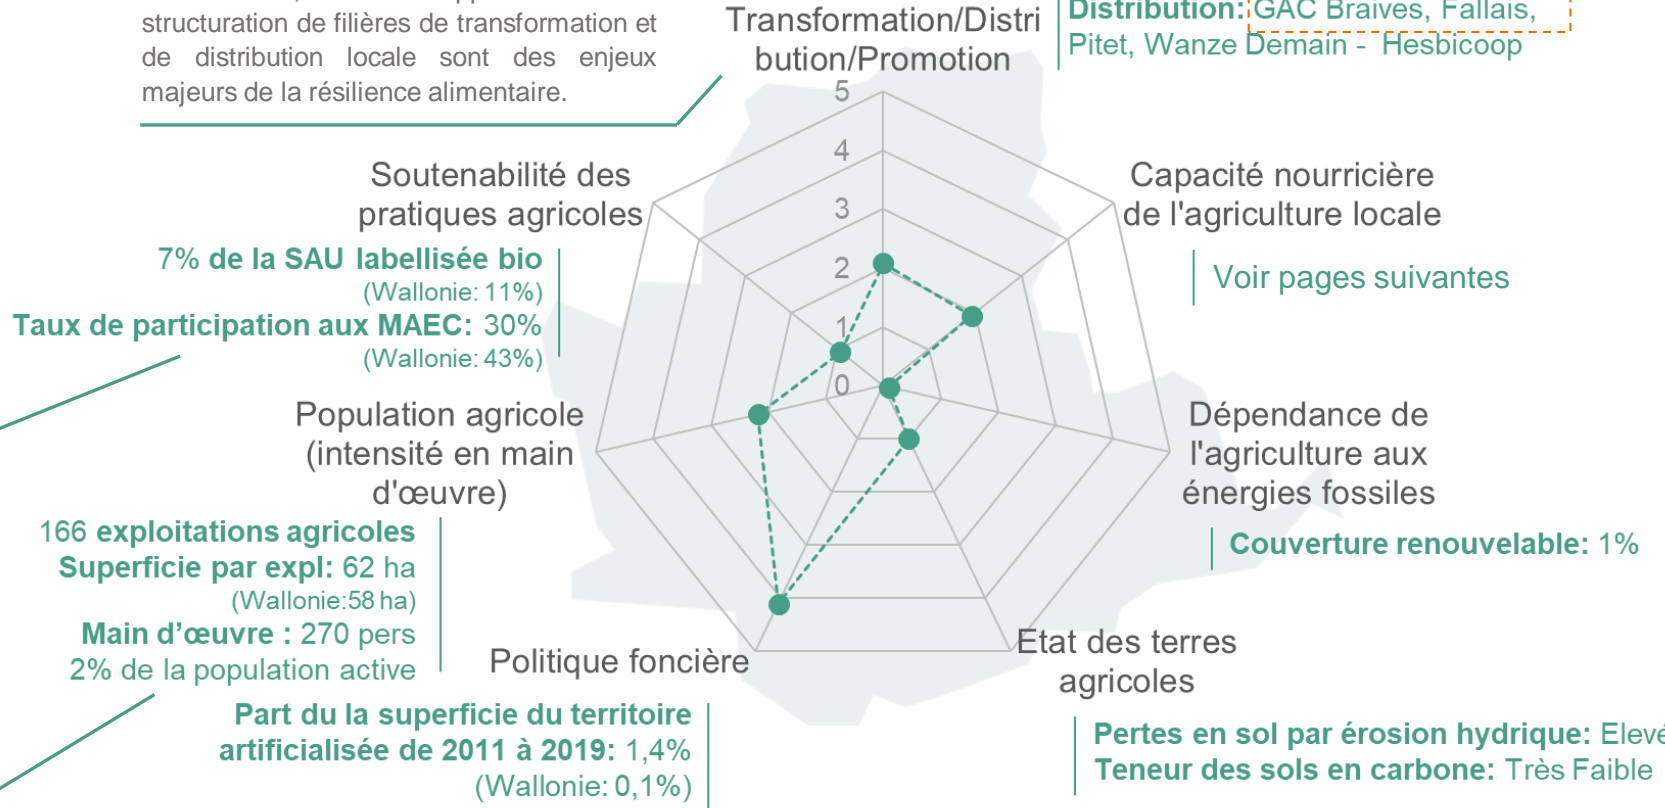 structuration de filières de transformation et
de distribution locale sont des enjeux
majeurs de la résilience alimentaire.
Transformation/Distri
bution/Promotion
Distribution: GAC Braives, Fallais,
Pitet, Wanze Demain - Hesbicoop
5
4
3
2
1
0
Soutenabilité des
pratiques agricoles
7% de la SAU labellisée bio
(Wallonie: 11%)
Taux de participation aux MAEC: 30%
(Wallonie: 43%)
Capacité nourricière
de l'agriculture locale
Voir pages suivantes
Population agricole
(intensité en main
d'œuvre)
166 exploitations agricoles
Superficie par expl: 62 ha
(Wallonie:58 ha)
Main d’œuvre : 270 pers
2% de la population active
Dépendance de
l'agriculture aux
énergies fossiles
Couverture renouvelable: 1%
Politique foncière
Part du la superficie du territoire
artificialisée de 2011 à 2019: 1,4%
(Wallonie: 0,1%)
Etat des terres
agricoles
Pertes en sol par érosion hydrique: Elevé
Teneur des sols en carbone: Très Faible